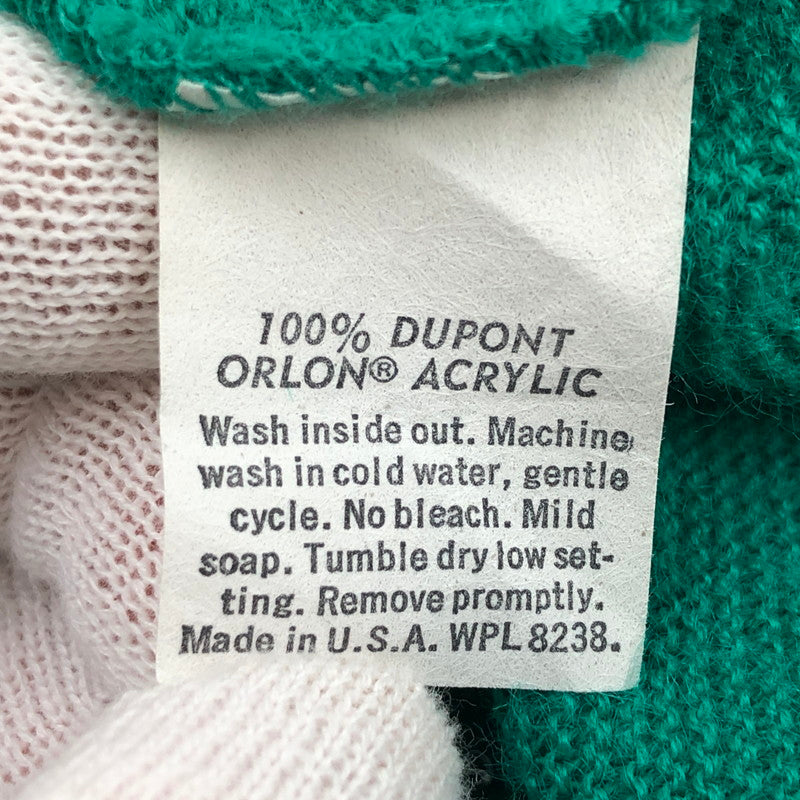 100% DUPONT
ORLON® ACRYLIC
Wash inside out. Machine
wash in cold water, gentle
cycle. No bleach. Mild
soap. Tumble dry low set-
ting. Remove promptly.
Made in U.S.A. WPL 8238.